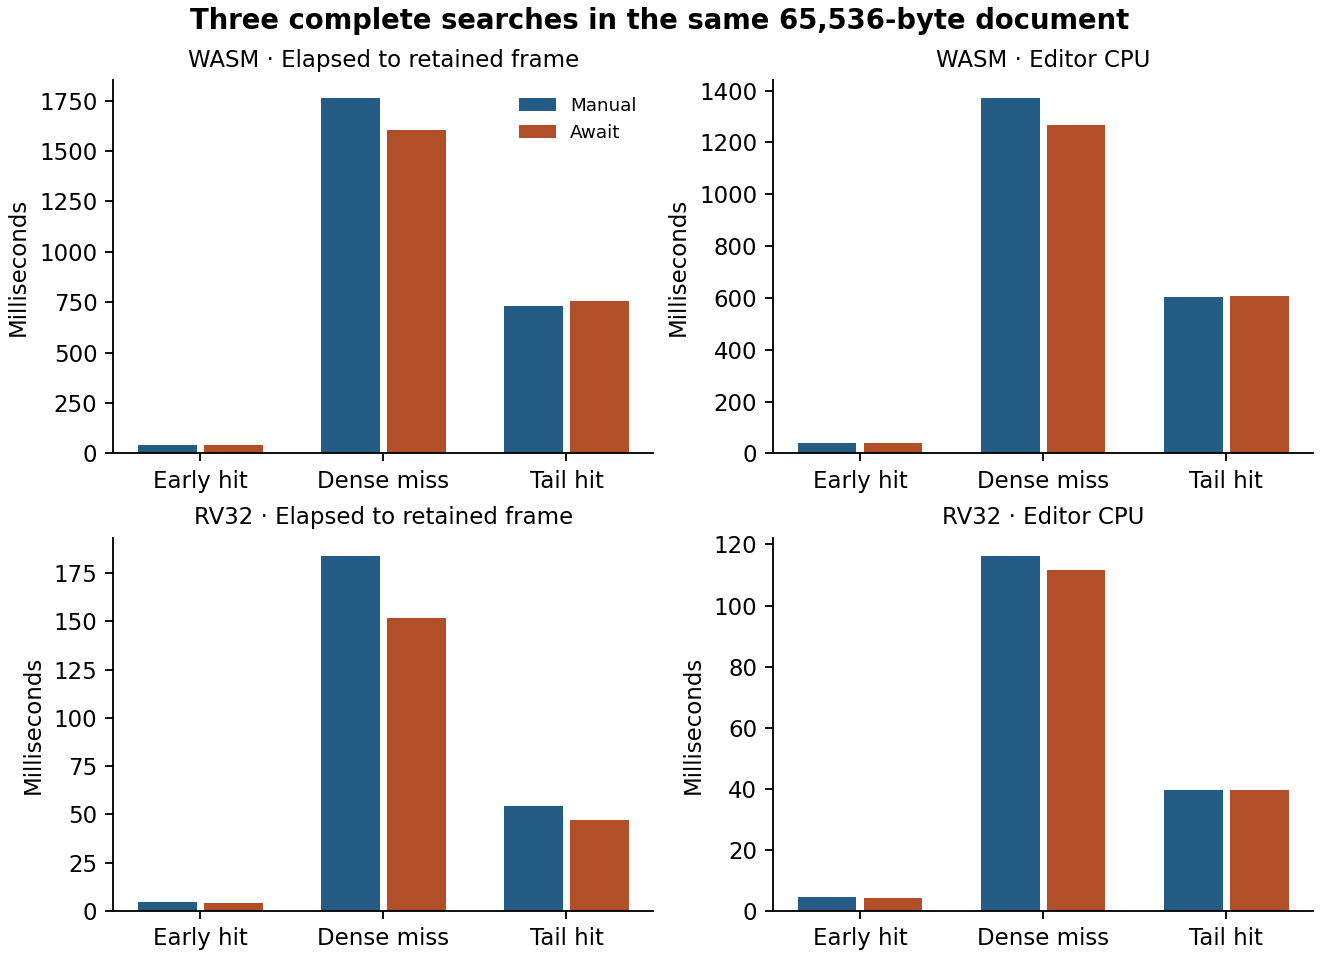 Three complete searches in the same 65,536-byte document
WASM · Elapsed to retained frame
Milliseconds
1750
1500
1250
1000
750
500
250
0
Manual
Await
Early hit
Dense miss
Tail hit
WASM · Editor CPU
Milliseconds
1400
1200
1000
800
600
400
200
0
Early hit
Dense miss
Tail hit
RV32 · Elapsed to retained frame
Milliseconds
175
150
125
100
75
50
25
0
Early hit
Dense miss
Tail hit
RV32 · Editor CPU
Milliseconds
120
100
80
60
40
20
0
Early hit
Dense miss
Tail hit